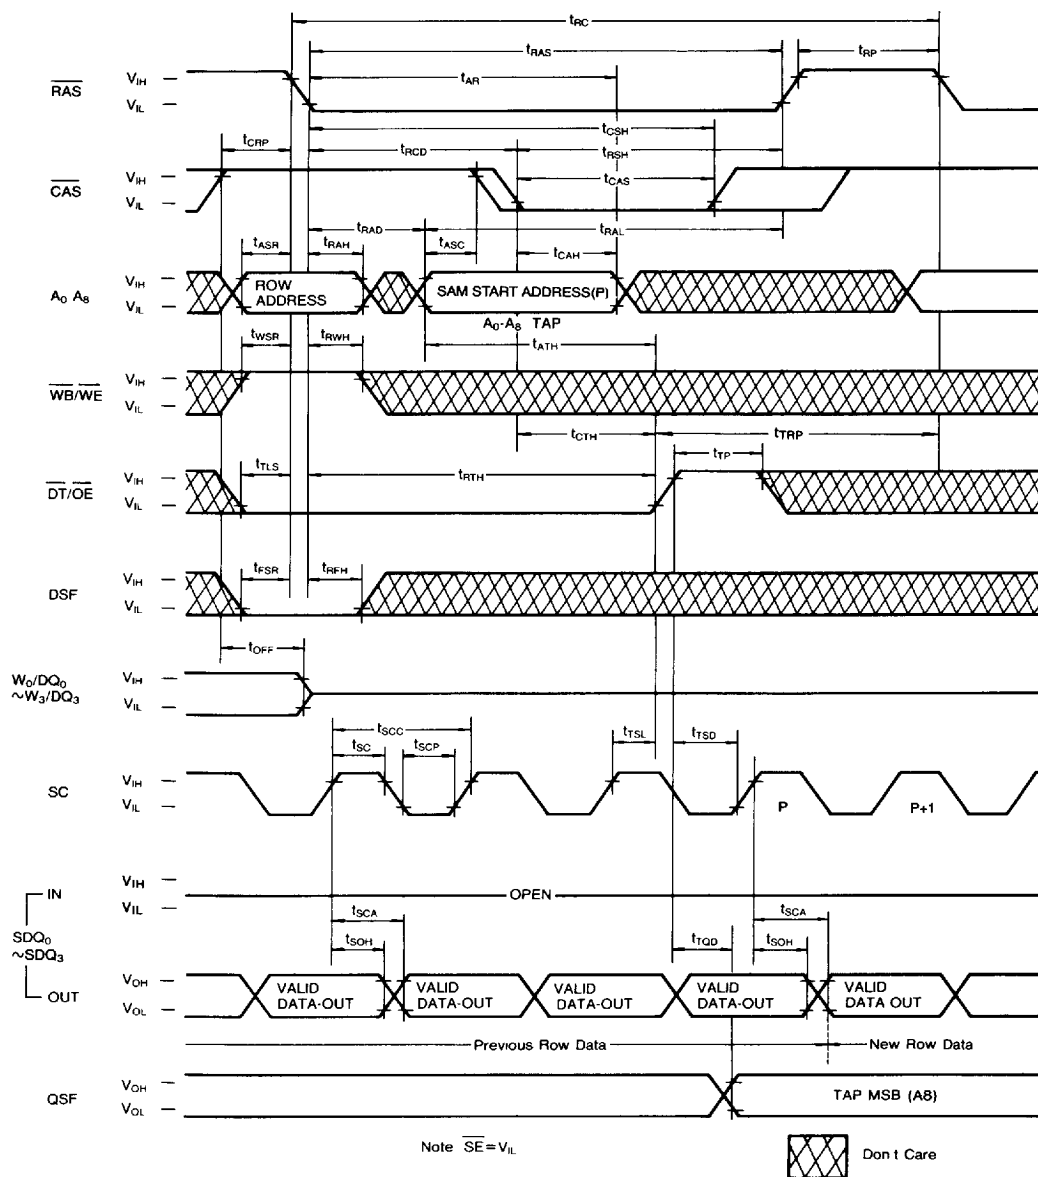 tRC
tRAS
tRP
tAR
RAS
VIH
VIL
tCSH
tCRP
tRCD
tRSH
tCAS
CAS
VIH
VIL
tRAD
tRAL
tASR
tRAH
tASC
tCAH
A0 A8
VIH
VIL
ROW
ADDRESS
SAM START ADDRESS(P)
A0-A8 TAP
tWSR
tRWH
tATH
WB/WE
VIH
VIL
tCTH
tTRP
tTP
tTLS
tRTH
DT/OE
VIH
VIL
tFSR
tRFH
DSF
VIH
VIL
tOFF
W0/DQ0
~W3/DQ3
VIH
VIL
tSCC
tSC
tSCP
tTSL
tTSD
SC
VIH
VIL
P
P+1
IN
VIH
VIL
OPEN
SDQ0
~SDQ3
tSCA
tSOH
tTQD
tSCA
tSOH
OUT
VOH
VOL
VALID
DATA-OUT
VALID
DATA-OUT
VALID
DATA-OUT
VALID
DATA-OUT
VALID
DATA OUT
Previous Row Data
New Row Data
QSF
VOH
VOL
TAP MSB (A8)
Note SE=VIL
Don t Care